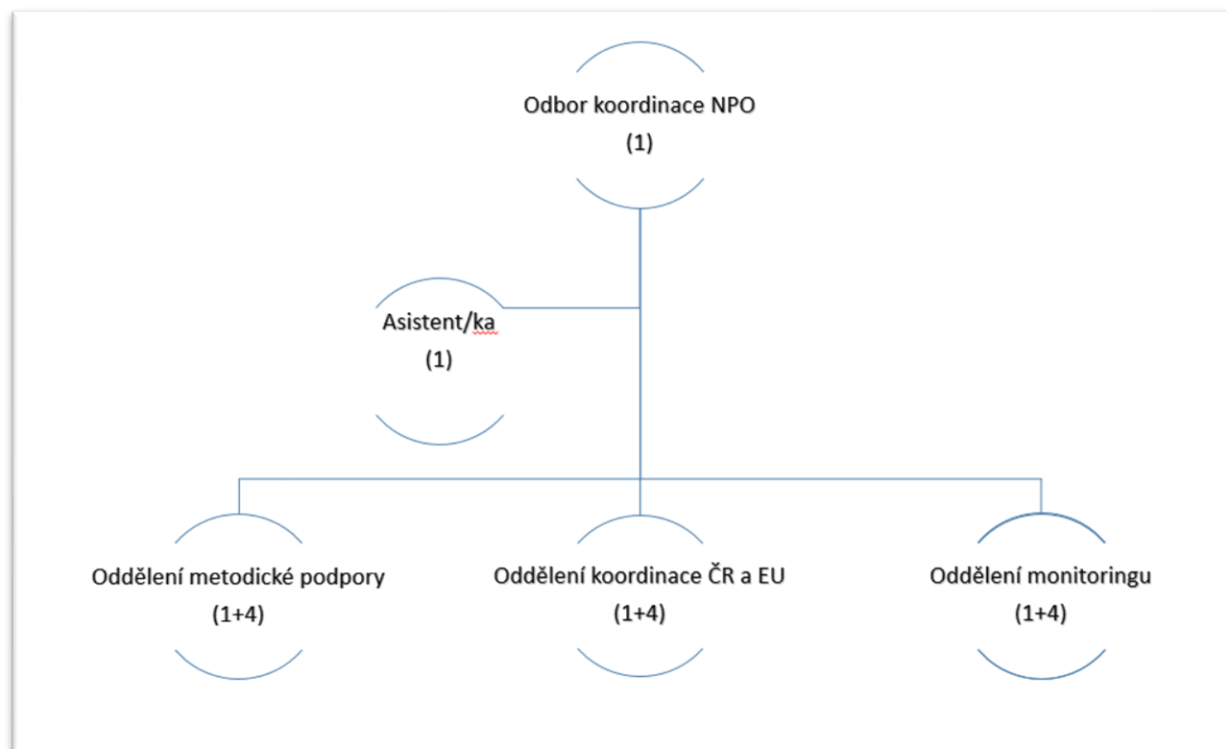 Odbor koordinace NPO
(1)
Asistent/ka
(1)
Oddělení metodické podpory
(1+4)
Oddělení koordinace ČR a EU
(1+4)
Oddělení monitoringu
(1+4)